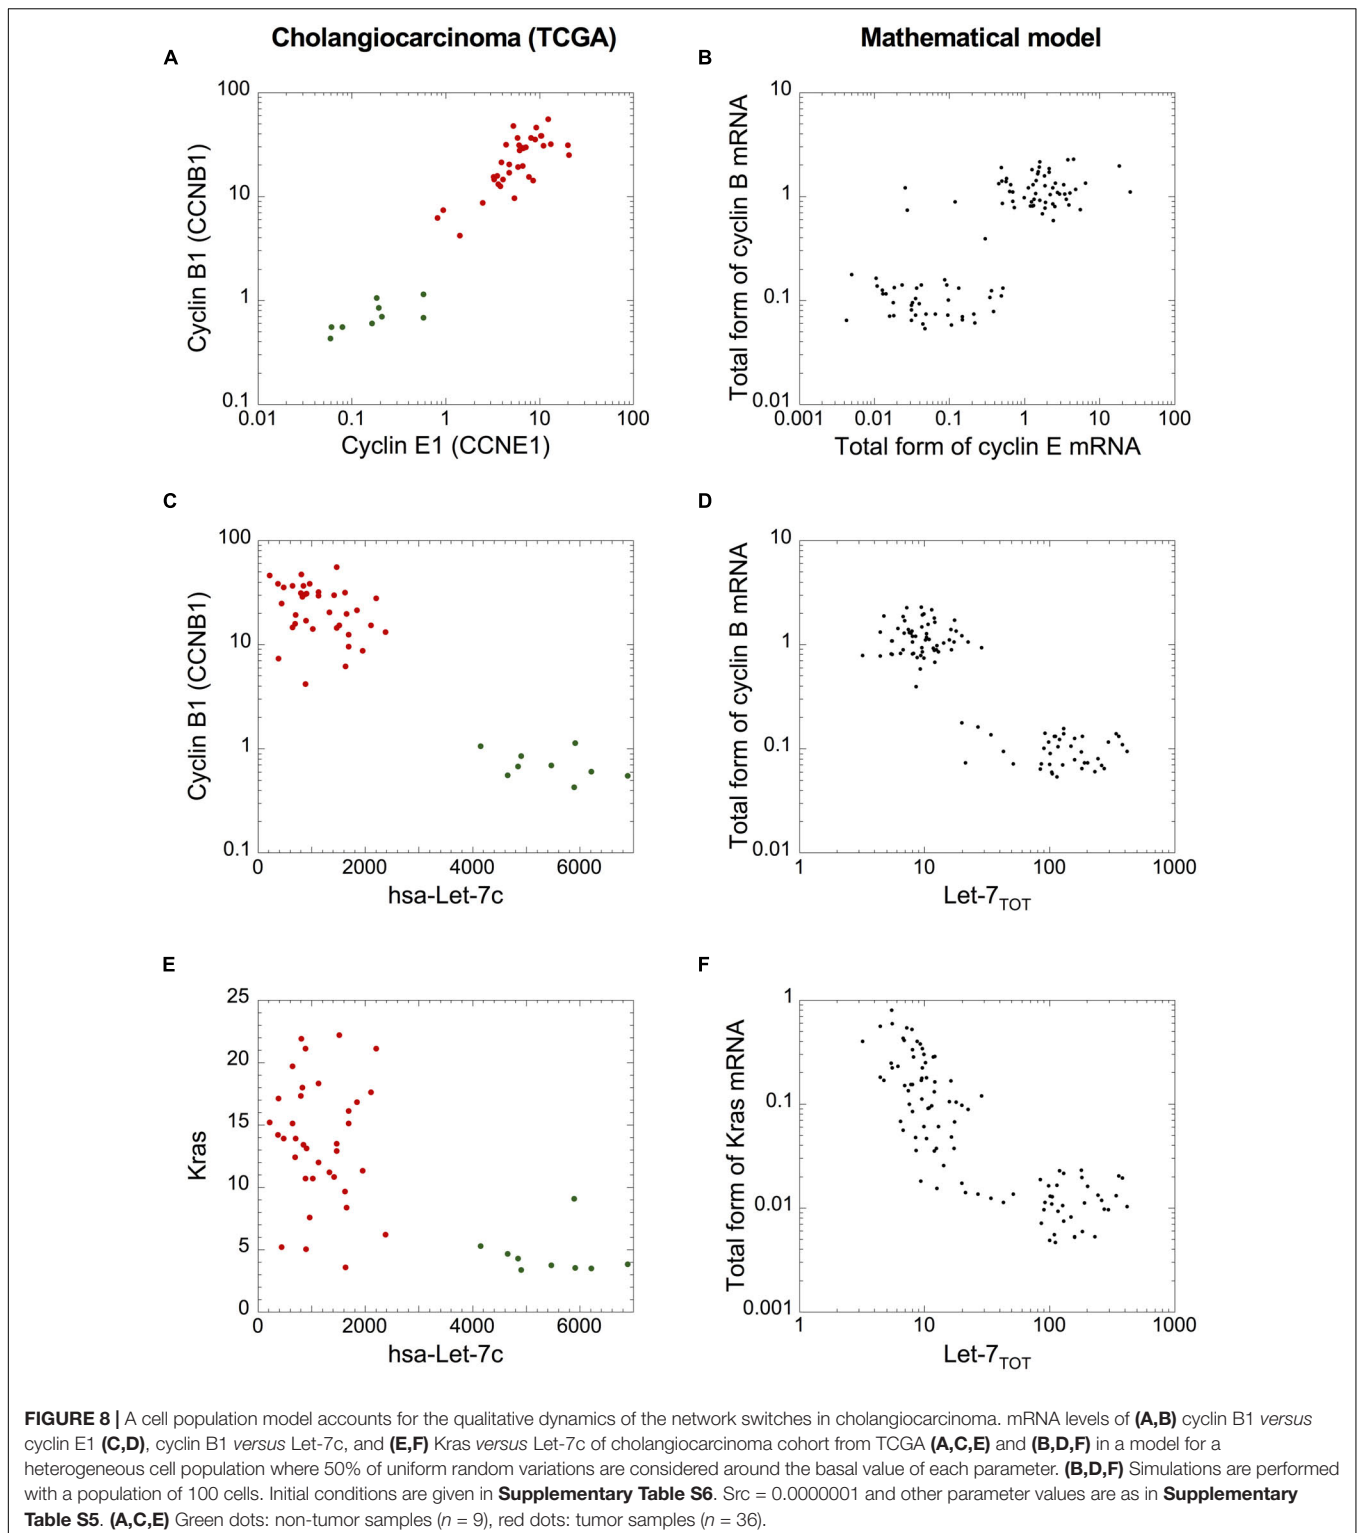 Cholangiocarcinoma (TCGA)
Mathematical model
A
100
10
1
0.1
0.01
0.1
1
10
100
Cyclin B1 (CCNB1)
Cyclin E1 (CCNE1)
B
10
1
0.1
0.01
0.001
0.01
0.1
1
10
100
Total form of cyclin B mRNA
Total form of cyclin E mRNA
C
100
10
1
0.1
0
2000
4000
6000
Cyclin B1 (CCNB1)
hsa-Let-7c
D
10
1
0.1
0.01
1
10
100
1000
Total form of cyclin B mRNA
Let-7TOT
E
25
20
15
10
5
0
0
2000
4000
6000
Kras
hsa-Let-7c
F
1
0.1
0.01
0.001
1
10
100
1000
Total form of Kras mRNA
Let-7TOT
FIGURE 8 | A cell population model accounts for the qualitative dynamics of the network switches in cholangiocarcinoma. mRNA levels of (A,B) cyclin B1 versus
cyclin E1 (C,D), cyclin B1 versus Let-7c, and (E,F) Kras versus Let-7c of cholangiocarcinoma cohort from TCGA (A,C,E) and (B,D,F) in a model for a
heterogeneous cell population where 50% of uniform random variations are considered around the basal value of each parameter. (B,D,F) Simulations are performed
with a population of 100 cells. Initial conditions are given in Supplementary Table S6. Src = 0.0000001 and other parameter values are as in Supplementary
Table S5. (A,C,E) Green dots: non-tumor samples (n = 9), red dots: tumor samples (n = 36).